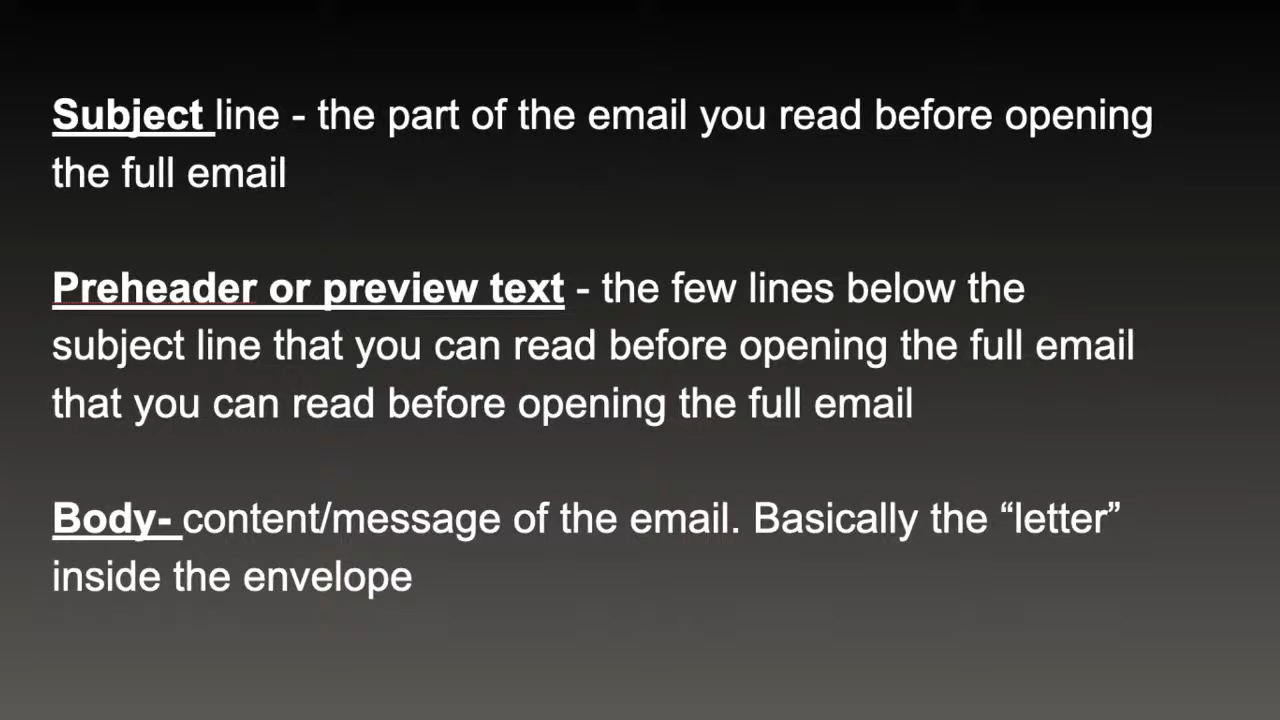 Subject line - the part of the email you read before opening
the full email
Preheader or preview text - the few lines below the
subject line that you can read before opening the full email
that you can read before opening the full email
Body- content/message of the email. Basically the “letter”
inside the envelope